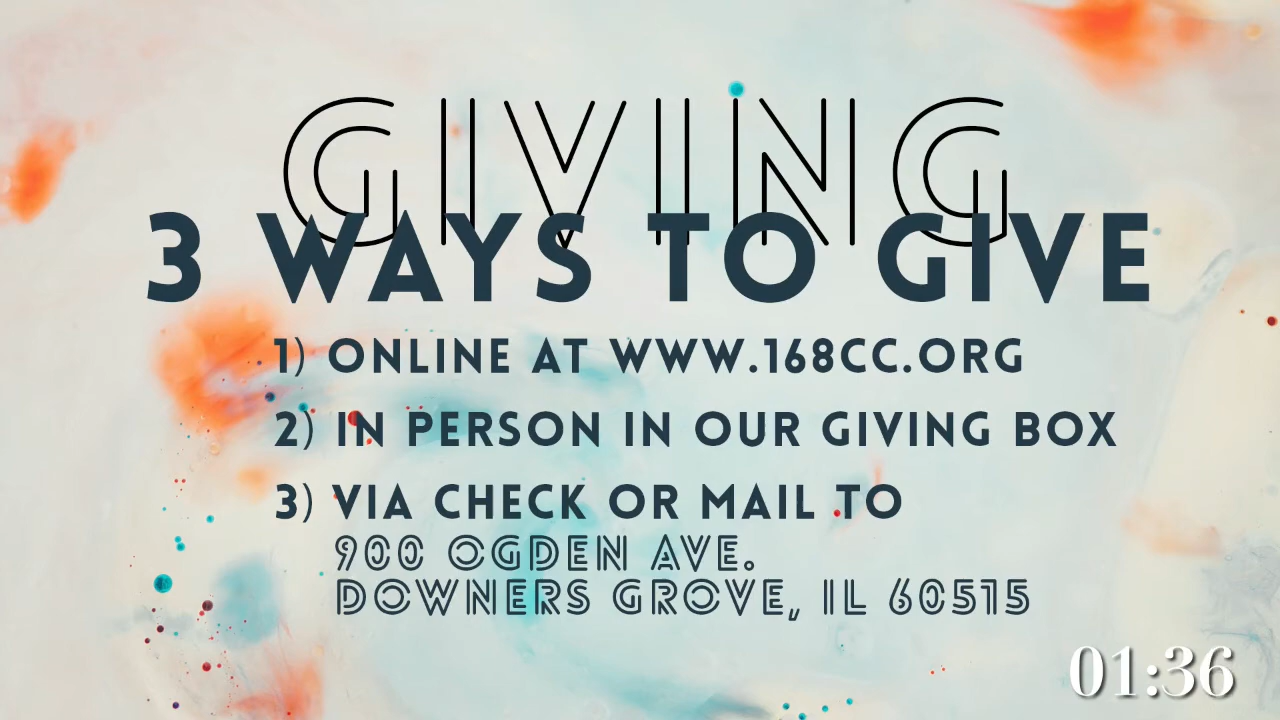 GIVING
3 WAYS TO GIVE
1) ONLINE AT WWW.168CC.ORG
2) IN PERSON IN OUR GIVING BOX
3) VIA CHECK OR MAIL TO
900 OGDEN AVE.
DOWNERS GROVE, IL 60515
01:36